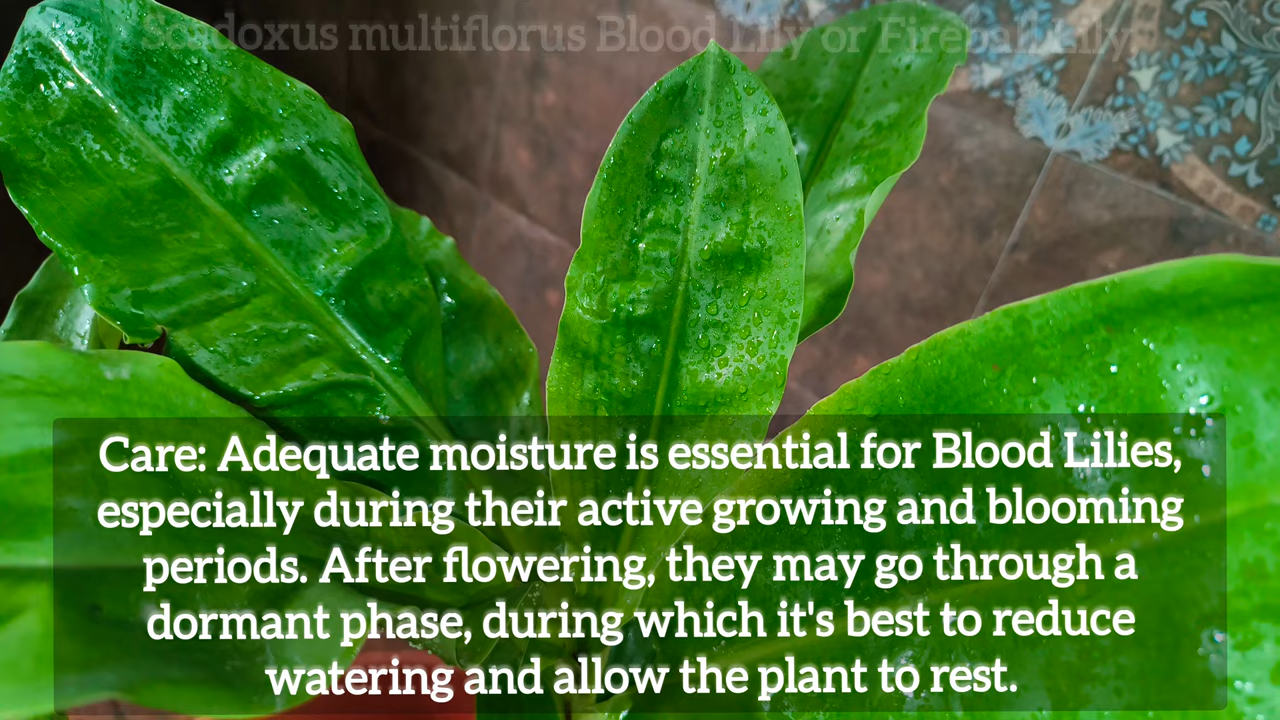 Scadoxus multiflorus Blood Lily or Fireball Lily
Care: Adequate moisture is essential for Blood Lilies,
especially during their active growing and blooming
periods. After flowering, they may go through a
dormant phase, during which it's best to reduce
watering and allow the plant to rest.